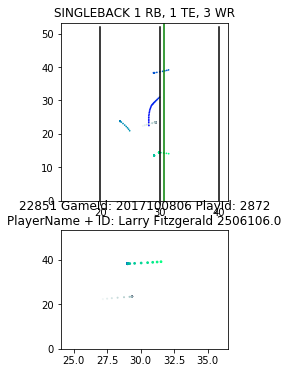 SINGLEBACK 1 RB, 1 TE, 3 WR
50
40
30
20
10
0
20 30 40
22851 GameId: 2017100806 PlayId: 2872
PlayerName + ID: Larry Fitzgerald 2506106.0
40
20
0
25.0 27.5 30.0 32.5 35.0